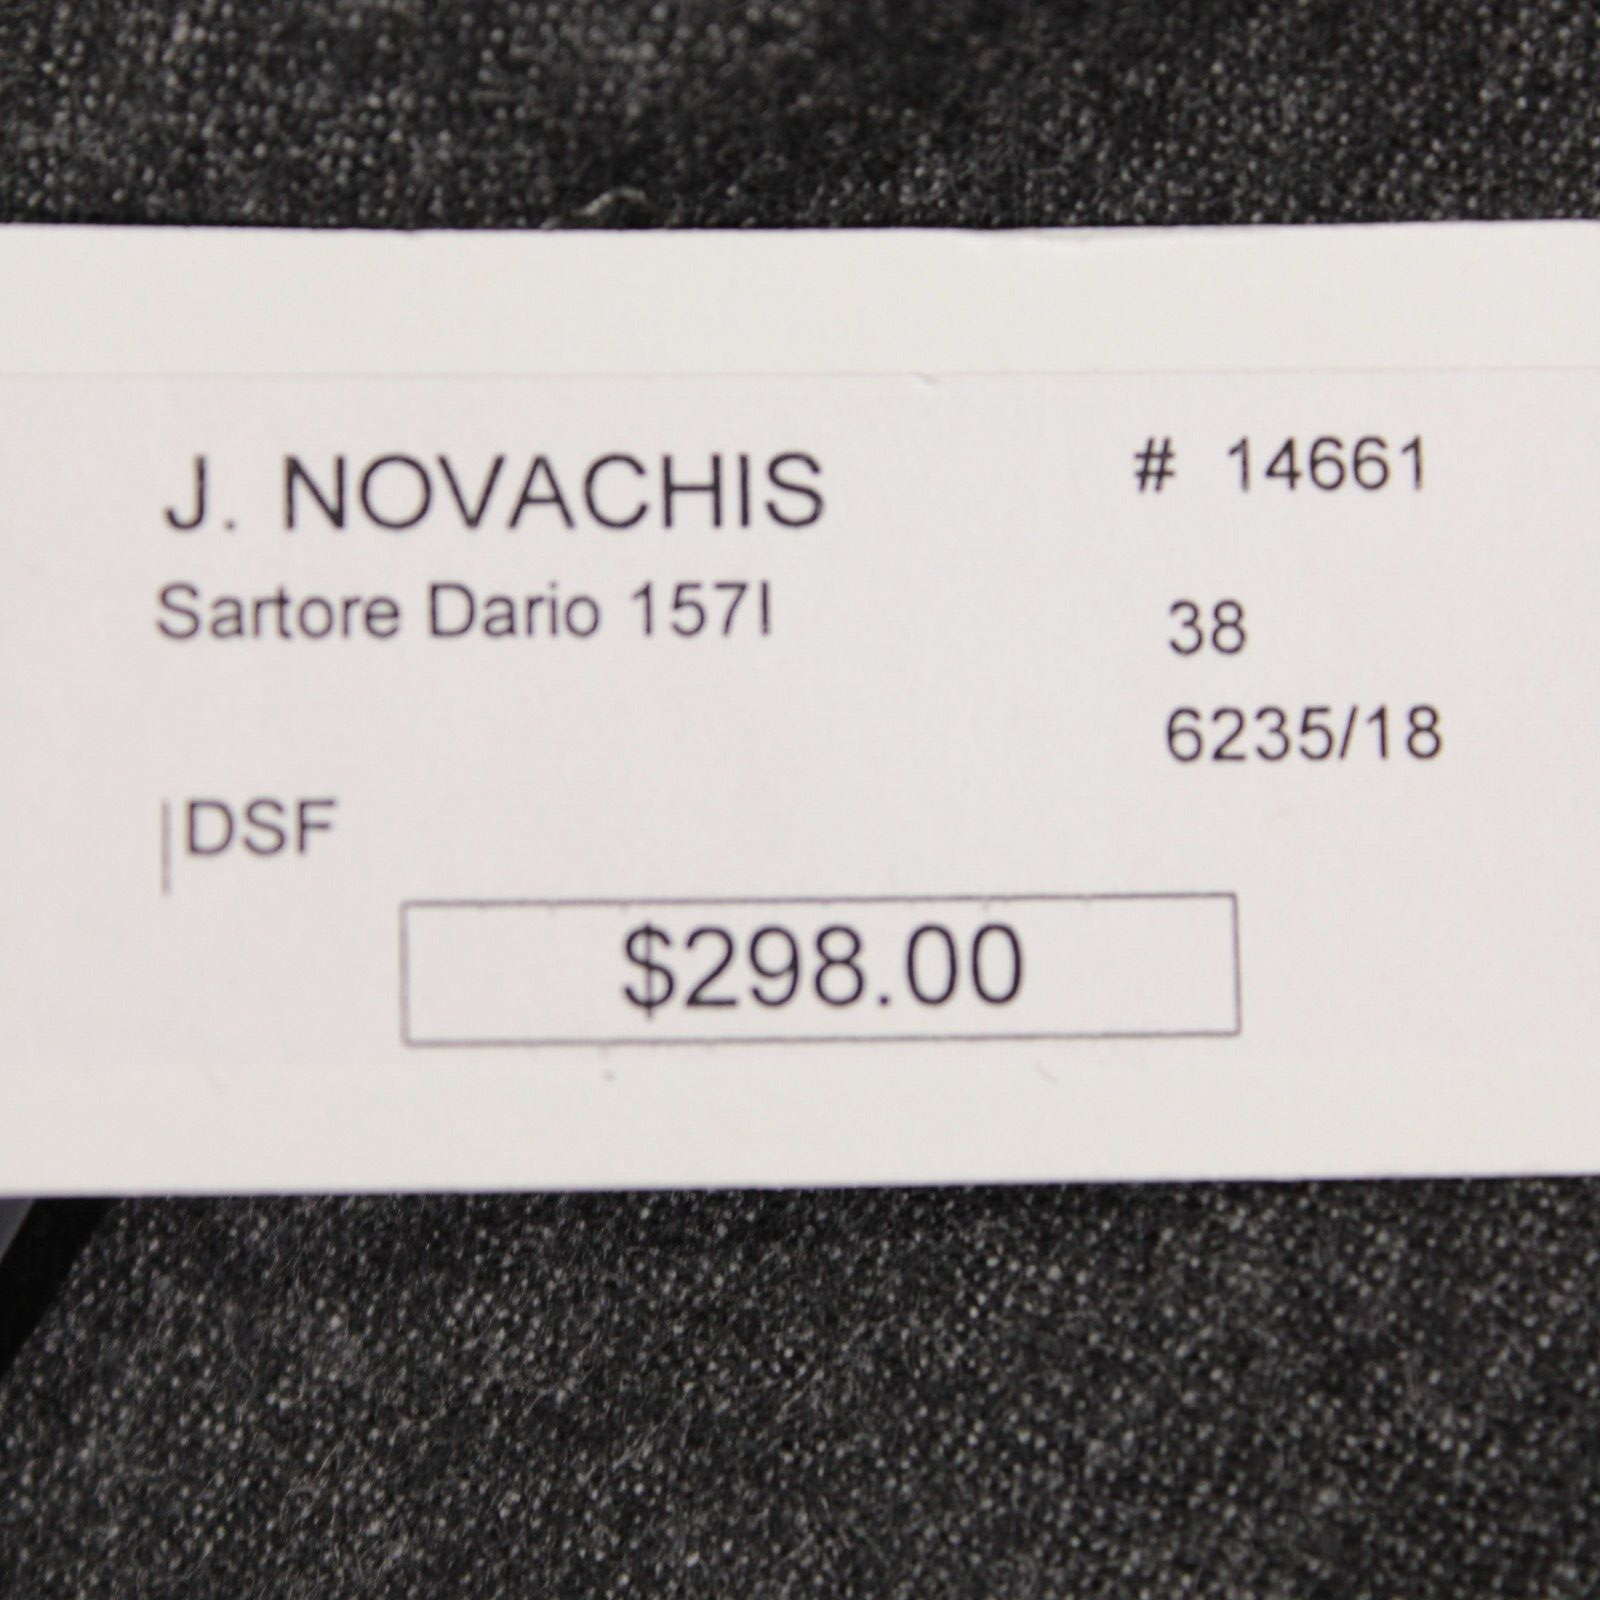 J. NOVACHIS
# 14661
Sartore Dario 157I
38
6235/18
DSF
$298.00